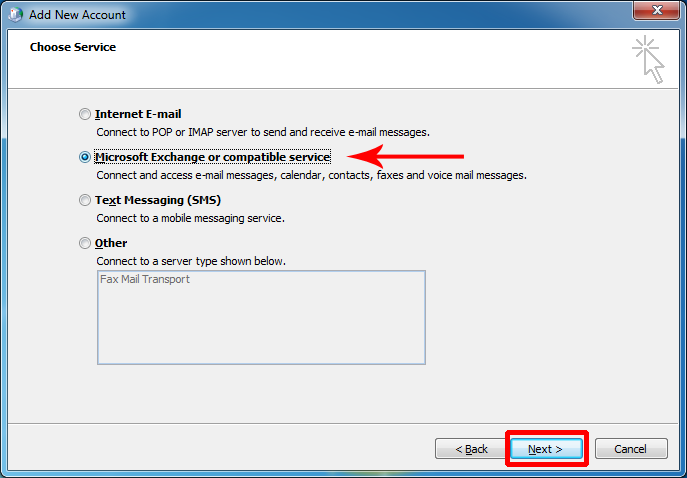 Add New Account
Choose Service
Internet E-mail
Connect to POP or IMAP server to send and receive e-mail messages.
Microsoft Exchange or compatible service
Connect and access e-mail messages, calendar, contacts, faxes and voice mail messages.
Text Messaging (SMS)
Connect to a mobile messaging service.
Other
Connect to a server type shown below.
Fax Mail Transport
< Back
Next >
Cancel